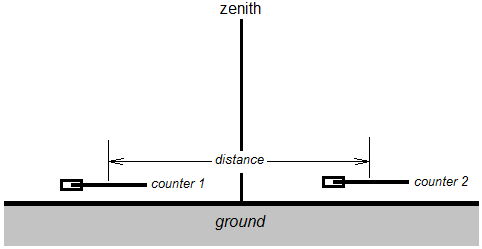 zenith
distance
counter 1
counter 2
ground